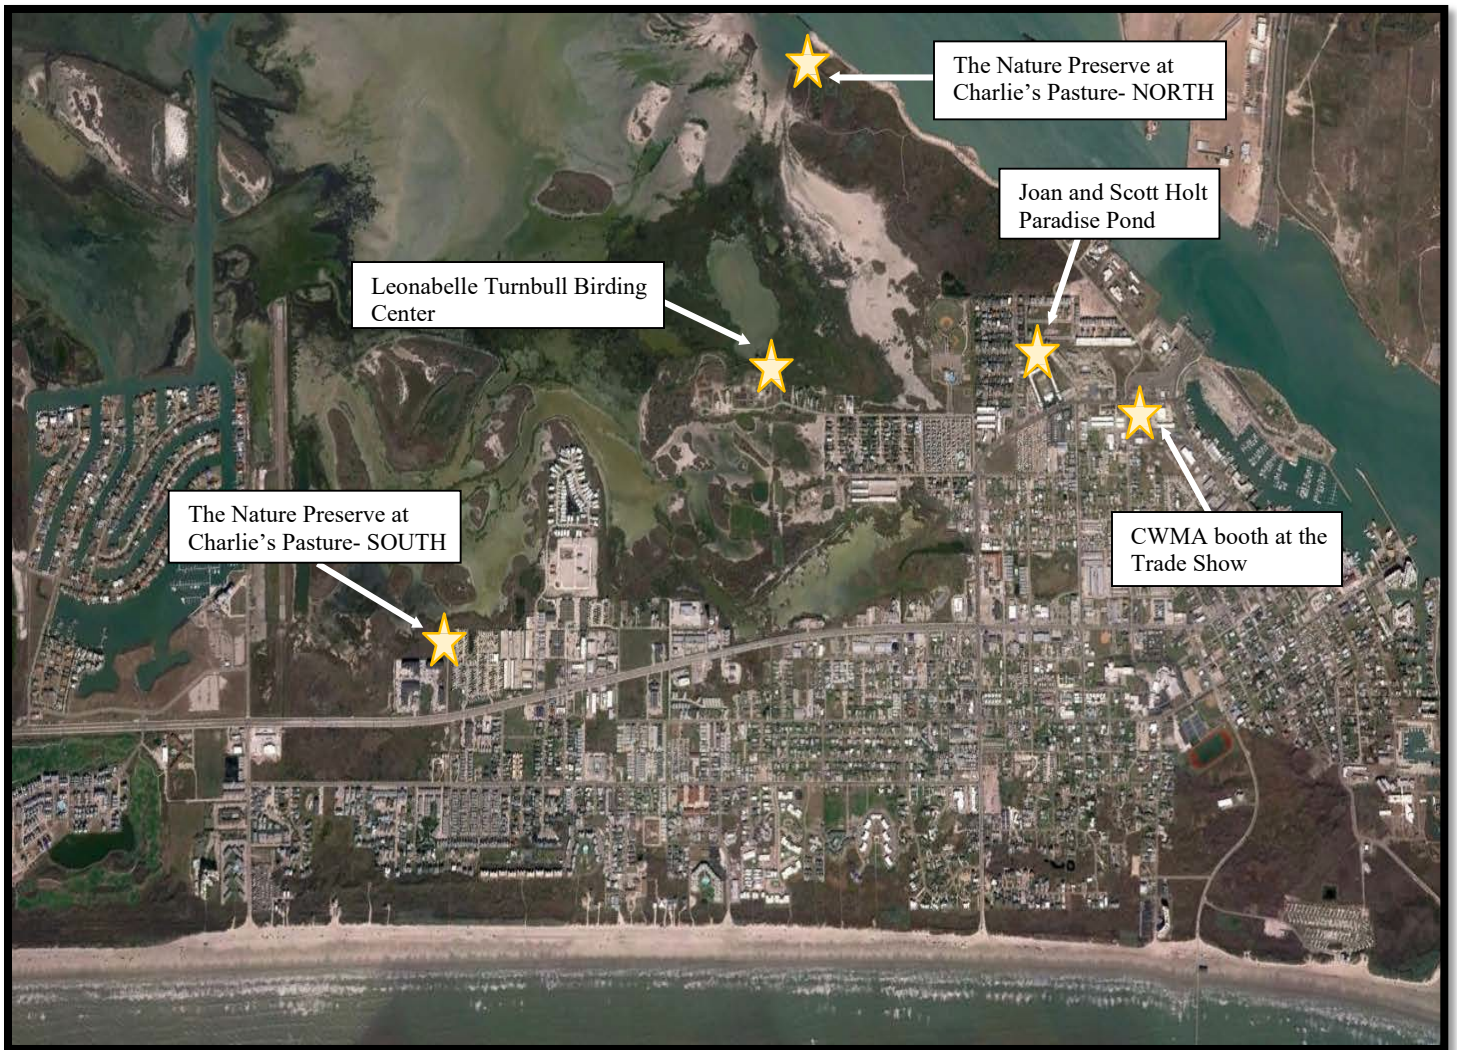 The Nature Preserve at
Charlie’s Pasture- NORTH
Joan and Scott Holt
Paradise Pond
Leonabelle Turnbull Birding
Center
The Nature Preserve at
Charlie’s Pasture- SOUTH
CWMA booth at the
Trade Show